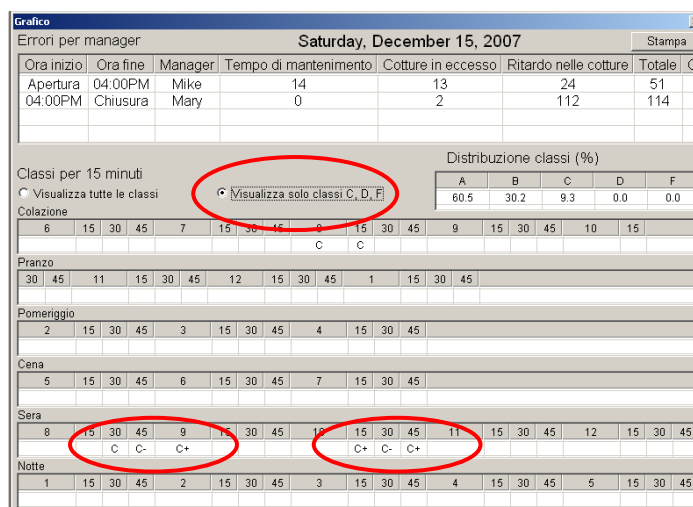 Grafico
Errori per manager Saturday, December 15, 2007 Stampa
Ora inizio Ora fine Manager Tempo di mantenimento Cotture in eccesso Ritardo nelle cotture Totale
Apertura 04:00PM Mike 14 13 24 51
04:00PM Chiusura Mary 0 2 112 114
Distribuzione classi (%)
Classi per 15 minuti
A B C D F
Visualizza tutte le classi Visualizza solo classi C, D, F
60.5 30.2 9.3 0.0 0.0
Colazione
6 15 30 45 7 15 30 45 8 15 30 45 9 15 30 45 10 15
C C
Pranzo
30 45 11 15 30 45 12 15 30 45 1 15 30 45
Pomeriggio
2 15 30 45 3 15 30 45 4 15 30 45
Cena
5 15 30 45 6 15 30 45 7 15 30 45
Sera
8 15 30 45 9 15 30 45 10 15 30 45 11 15 30 45 12 15 30 45
C C- C+ C+ C- C+
Notte
1 15 30 45 2 15 30 45 3 15 30 45 4 15 30 45 5 15 30 45